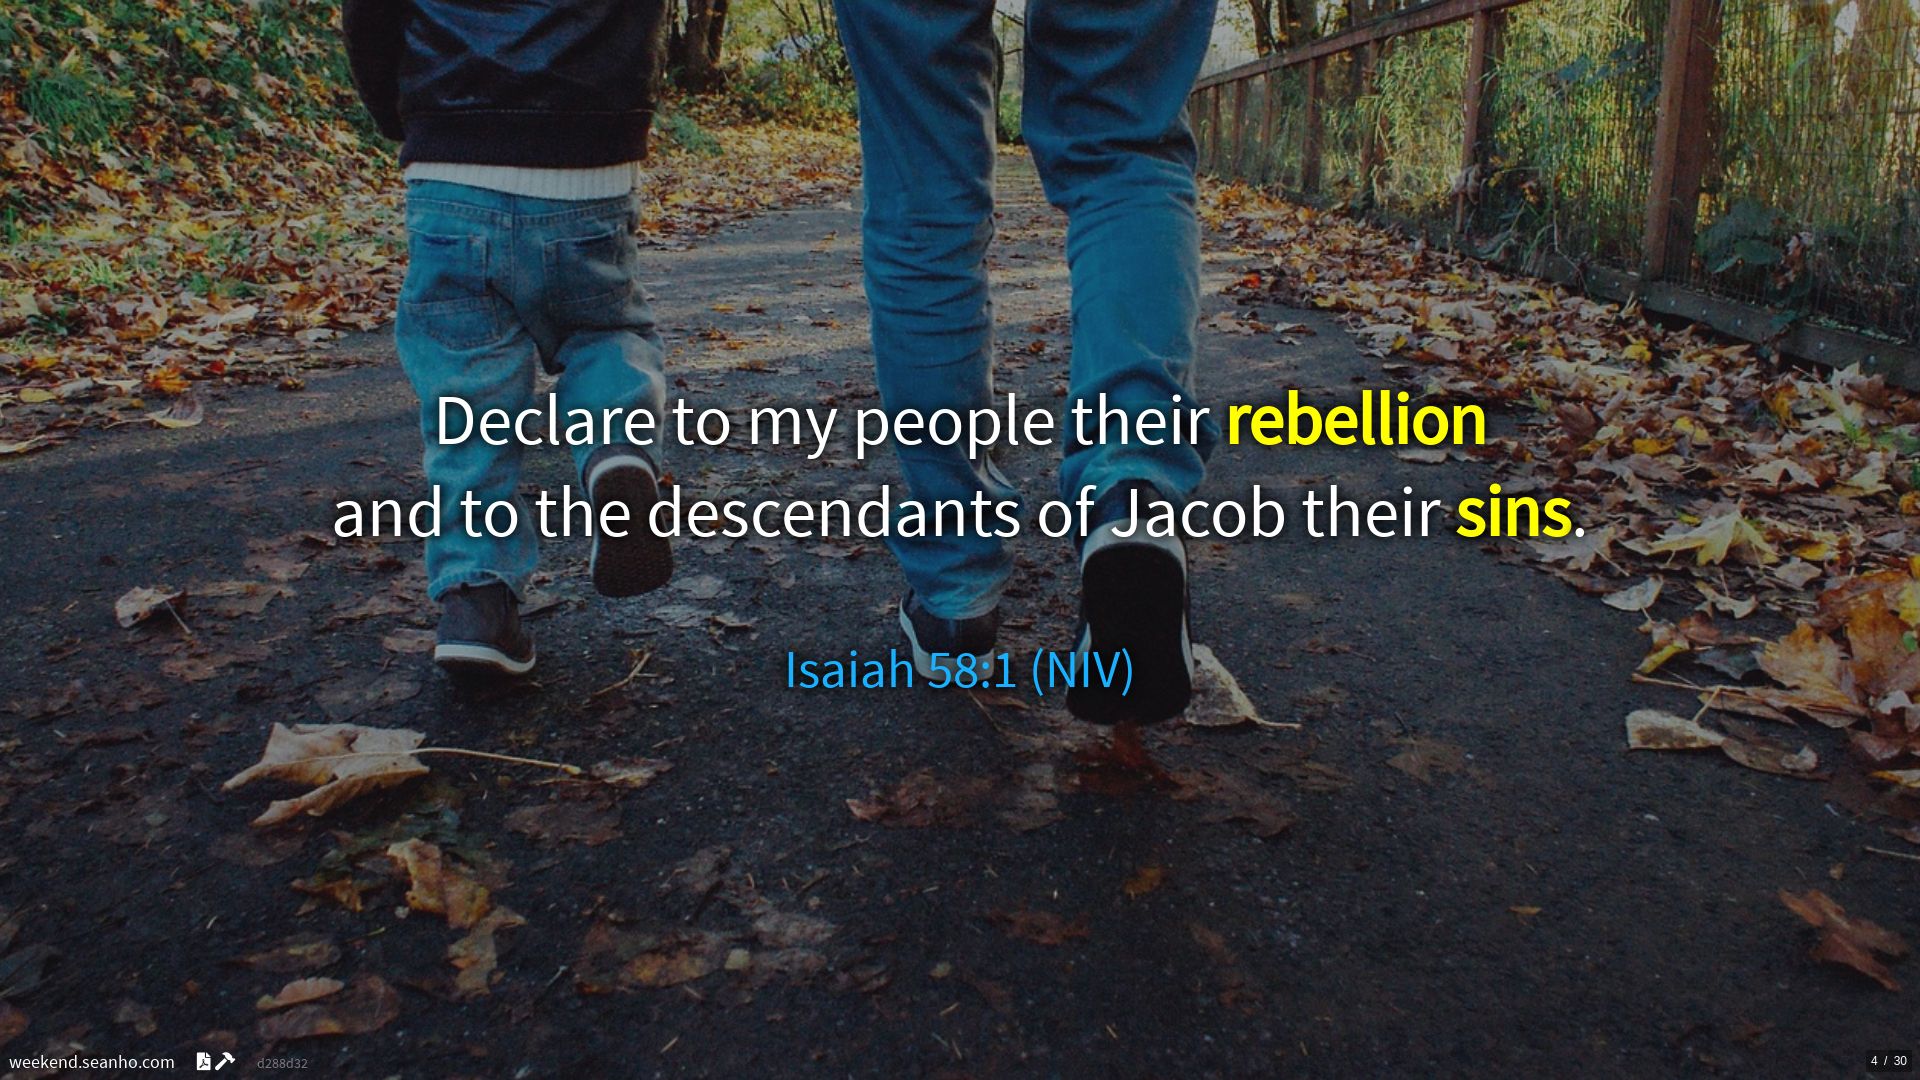 Declare to my people their rebellion
and to the descendants of Jacob their sins.
Isaiah 58:1 (NIV)
weekend.seanho.com d288d32
4 / 30